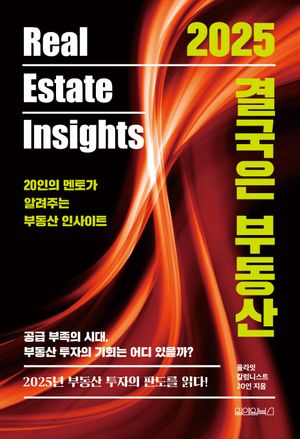 Real
Estate
Insights
2025
결국은 부동산
20인의 멘토가
알려주는
부동산 인사이트
공급 부족의 시대,
부동산 투자의 기회는 어디 있을까?
2025년 부동산 투자의 판도를 읽다!
올라잇
칼럼니스트
20인 지음